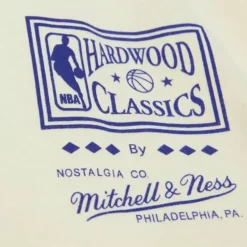 HARDWOOD
NBA
CLASSICS
By
NOSTALGIA CO.
Mitchell & Ness
PHILADELPHIA, PA.